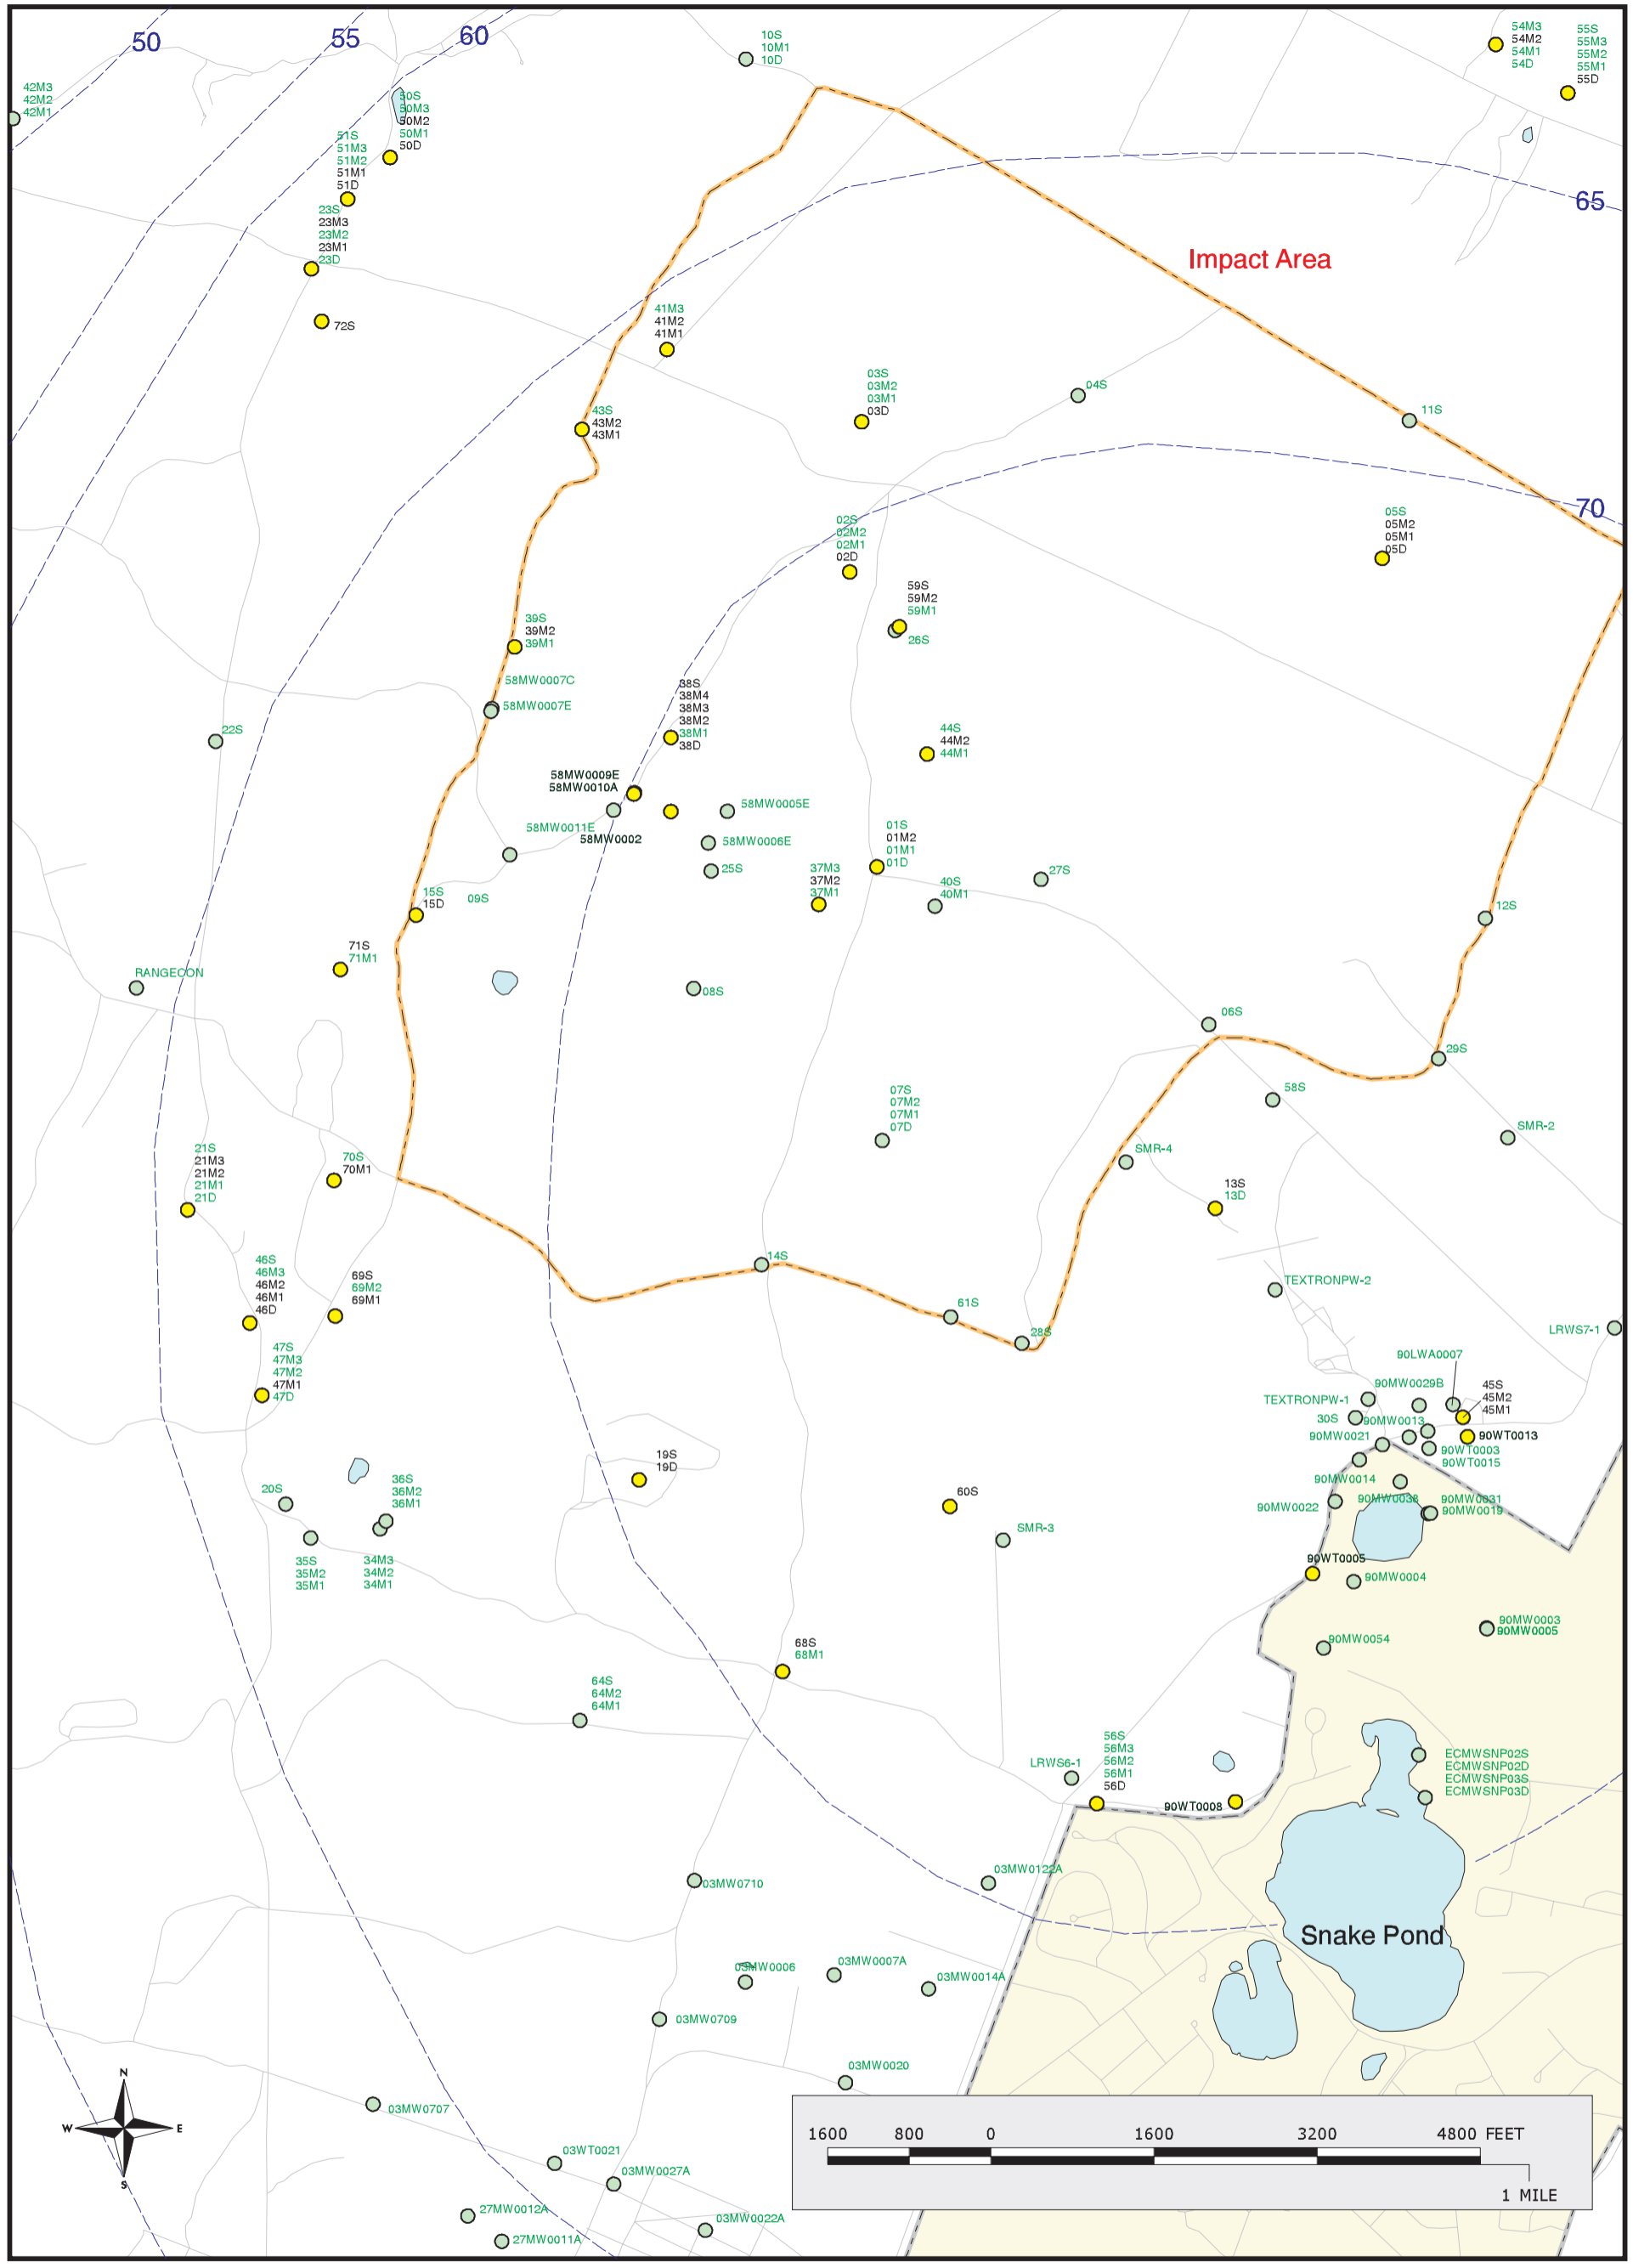 50
55
60
10S
10M1
10D
54M3
54M2
54M1
54D
55S
55M3
55M2
55M1
55D
42M3
42M2
42M1
50S
50M3
50M2
50M1
50D
51S
51M3
51M2
51M1
51D
65
23S
23M3
23M2
23M1
23D
Impact Area
72S
41M3
41M2
41M1
03S
03M2
03M1
03D
04S
11S
43S
43M2
43M1
70
02S
02M2
02M1
02D
05S
05M2
05M1
05D
59S
59M2
59M1
26S
39S
39M2
39M1
58MW0007C
58MW0007E
38S
38M4
38M3
38M2
38M1
38D
22S
44S
44M2
44M1
58MW0009E
58MW0010A
58MW0005E
58MW0011E
58MW0002
58MW0006E
01S
01M2
01M1
01D
25S
37M3
37M2
37M1
27S
40S
40M1
15S
15D
09S
12S
71S
71M1
RANGECON
08S
06S
29S
58S
07S
07M2
07M1
07D
SMR-2
SMR-4
21S
21M3
21M2
21M1
21D
70S
70M1
13S
13D
14S
46S
46M3
46M2
46M1
46D
69S
69M2
69M1
TEXTRONPW-2
61S
28S
LRWS7-1
47S
47M3
47M2
47M1
47D
90LWA0007
90MW0029B
45S
45M2
45M1
TEXTRONPW-1
30S
90MW0013
90MW0021
90WT0013
90WT0003
90WT0015
19S
19D
90MW0014
20S
36S
36M2
36M1
60S
90MW0022
90MW0038
90MW0031
90MW0019
SMR-3
35S
35M2
35M1
34M3
34M2
34M1
90WT0005
90MW0004
90MW0003
90MW0005
90MW0054
68S
68M1
64S
64M2
64M1
56S
56M3
56M2
56M1
56D
LRWS6-1
90WT0008
ECMWSNP02S
ECMWSNP02D
ECMWSNP03S
ECMWSNP03D
03MW0710
03MW0122A
Snake Pond
03MW0006
03MW0007A
03MW0014A
03MW0709
03MW0020
N
W
E
S
03MW0707
1600
800
0
1600
3200
4800 FEET
1 MILE
03WT0021
03MW0027A
27MW0012A
03MW0022A
27MW0011A